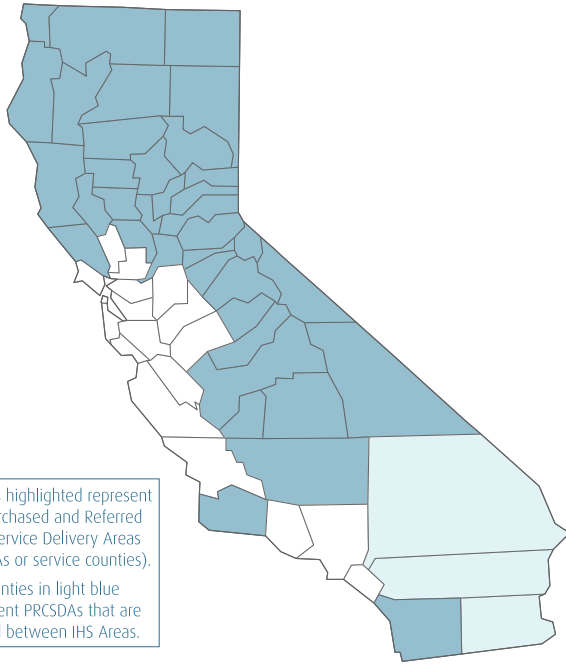 s highlighted represent
rchased and Referred
ervice Delivery Areas
As or service counties).
nties in light blue
ent PRCSDAs that are
d between IHS Areas.